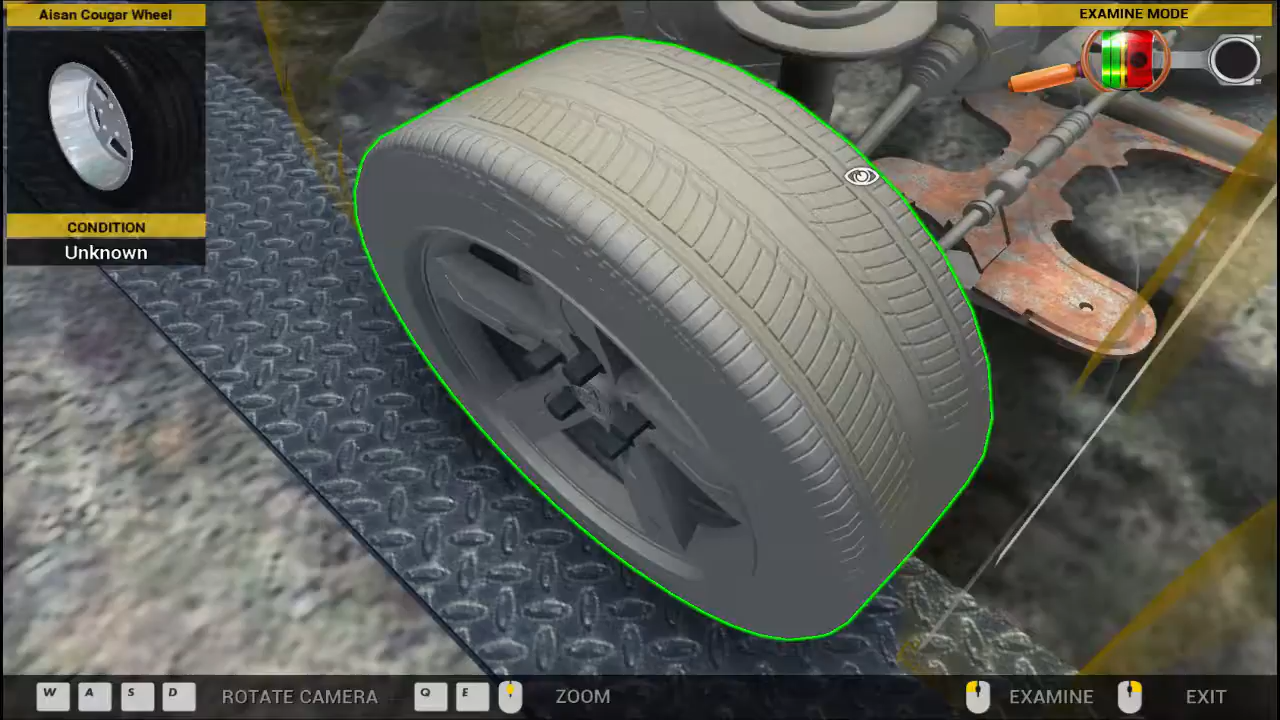 Aisan Cougar Wheel
CONDITION
Unknown
EXAMINE MODE
W A S D ROTATE CAMERA Q E ZOOM EXAMINE EXIT